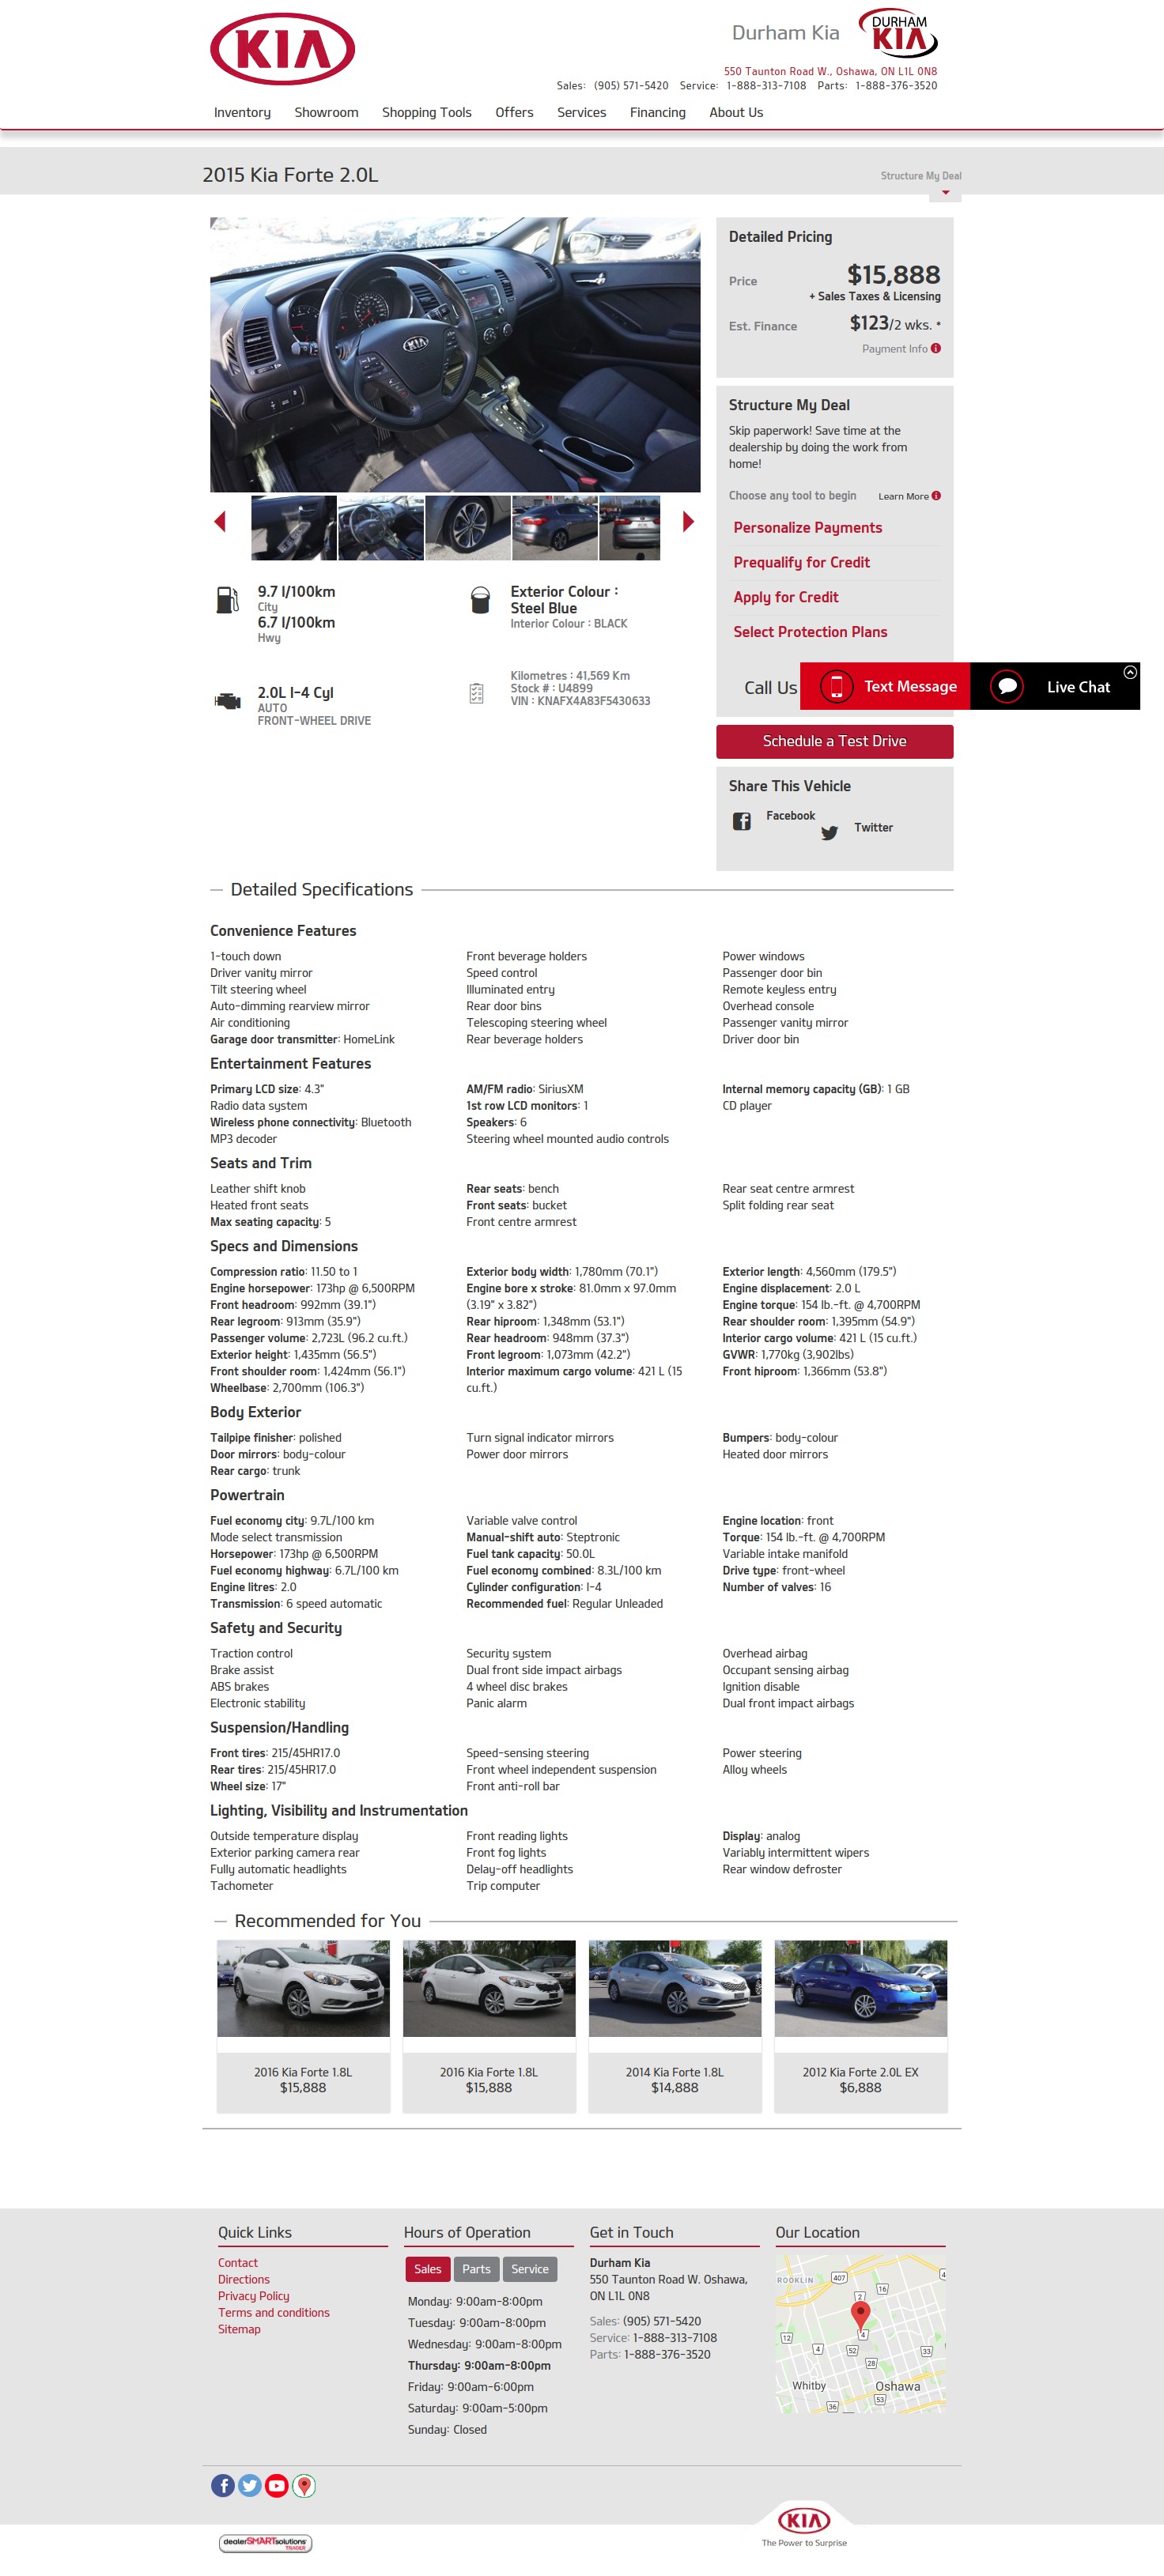 KIA
Durham Kia
DURHAM KIA
550 Taunton Road W., Oshawa, ON L1L 0N8
Sales: (905) 571-5420 Service: 1-888-313-7108 Parts: 1-888-376-3520
Inventory Showroom Shopping Tools Offers Services Financing About Us
2015 Kia Forte 2.0L
Structure My Deal
Detailed Pricing
Price $15,888
+ Sales Taxes & Licensing
Est. Finance $123/2 wks. *
Payment Info
Structure My Deal
Skip paperwork! Save time at the
dealership by doing the work from
home!
Choose any tool to begin Learn More
Personalize Payments
Prequalify for Credit
Apply for Credit
Select Protection Plans
Call Us
Text Message
Live Chat
Schedule a Test Drive
Share This Vehicle
Facebook
Twitter
9.7 l/100km
City
6.7 l/100km
Hwy
Exterior Colour :
Steel Blue
Interior Colour : BLACK
2.0L I-4 Cyl
AUTO
FRONT-WHEEL DRIVE
Kilometres : 41,569 Km
Stock # : U4899
VIN : KNAFX4A83F5430633
Detailed Specifications
Convenience Features
1-touch down Front beverage holders Power windows
Driver vanity mirror Speed control Passenger door bin
Tilt steering wheel Illuminated entry Remote keyless entry
Auto-dimming rearview mirror Rear door bins Overhead console
Air conditioning Telescoping steering wheel Passenger vanity mirror
Garage door transmitter: HomeLink Rear beverage holders Driver door bin
Entertainment Features
Primary LCD size: 4.3" AM/FM radio: SiriusXM Internal memory capacity (GB): 1 GB
Radio data system 1st row LCD monitors: 1 CD player
Wireless phone connectivity: Bluetooth Speakers: 6
MP3 decoder Steering wheel mounted audio controls
Seats and Trim
Leather shift knob Rear seats: bench Rear seat centre armrest
Heated front seats Front seats: bucket Split folding rear seat
Max seating capacity: 5 Front centre armrest
Specs and Dimensions
Compression ratio: 11.50 to 1 Exterior body width: 1,780mm (70.1") Exterior length: 4,560mm (179.5")
Engine horsepower: 173hp @ 6,500RPM Engine bore x stroke: 81.0mm x 97.0mm Engine displacement: 2.0 L
Front headroom: 992mm (39.1") (3.19" x 3.82") Engine torque: 154 lb.-ft. @ 4,700RPM
Rear legroom: 913mm (35.9") Rear hiproom: 1,348mm (53.1") Rear shoulder room: 1,395mm (54.9")
Passenger volume: 2,723L (96.2 cu.ft.) Rear headroom: 948mm (37.3") Interior cargo volume: 421 L (15 cu.ft.)
Exterior height: 1,435mm (56.5") Front legroom: 1,073mm (42.2") GVWR: 1,770kg (3,902lbs)
Front shoulder room: 1,424mm (56.1") Interior maximum cargo volume: 421 L (15 Front hiproom: 1,366mm (53.8")
Wheelbase: 2,700mm (106.3") cu.ft.)
Body Exterior
Tailpipe finisher: polished Turn signal indicator mirrors Bumpers: body-colour
Door mirrors: body-colour Power door mirrors Heated door mirrors
Rear cargo: trunk
Powertrain
Fuel economy city: 9.7L/100 km Variable valve control Engine location: front
Mode select transmission Manual-shift auto: Steptronic Torque: 154 lb.-ft. @ 4,700RPM
Horsepower: 173hp @ 6,500RPM Fuel tank capacity: 50.0L Variable intake manifold
Fuel economy highway: 6.7L/100 km Fuel economy combined: 8.3L/100 km Drive type: front-wheel
Engine litres: 2.0 Cylinder configuration: I-4 Number of valves: 16
Transmission: 6 speed automatic Recommended fuel: Regular Unleaded
Safety and Security
Traction control Security system Overhead airbag
Brake assist Dual front side impact airbags Occupant sensing airbag
ABS brakes 4 wheel disc brakes Ignition disable
Electronic stability Panic alarm Dual front impact airbags
Suspension/Handling
Front tires: 215/45HR17.0 Speed-sensing steering Power steering
Rear tires: 215/45HR17.0 Front wheel independent suspension Alloy wheels
Wheel size: 17" Front anti-roll bar
Lighting, Visibility and Instrumentation
Outside temperature display Front reading lights Display: analog
Exterior parking camera rear Front fog lights Variably intermittent wipers
Fully automatic headlights Delay-off headlights Rear window defroster
Tachometer Trip computer
Recommended for You
2016 Kia Forte 1.8L 2016 Kia Forte 1.8L 2014 Kia Forte 1.8L 2012 Kia Forte 2.0L EX
$15,888 $15,888 $14,888 $6,888
Quick Links
Contact
Directions
Privacy Policy
Terms and conditions
Sitemap
Hours of Operation
Sales Parts Service
Monday: 9:00am-8:00pm
Tuesday: 9:00am-8:00pm
Wednesday: 9:00am-8:00pm
Thursday: 9:00am-8:00pm
Friday: 9:00am-6:00pm
Saturday: 9:00am-5:00pm
Sunday: Closed
Get in Touch
Durham Kia
550 Taunton Road W. Oshawa,
ON L1L 0N8
Sales: (905) 571-5420
Service: 1-888-313-7108
Parts: 1-888-376-3520
Our Location
ROOKLIN 407 4
16
2
12 4
4 52 33
28
Whitby Oshawa
53
36
KIA
The Power to Surprise
dealerSMARTsolutions
TRADER